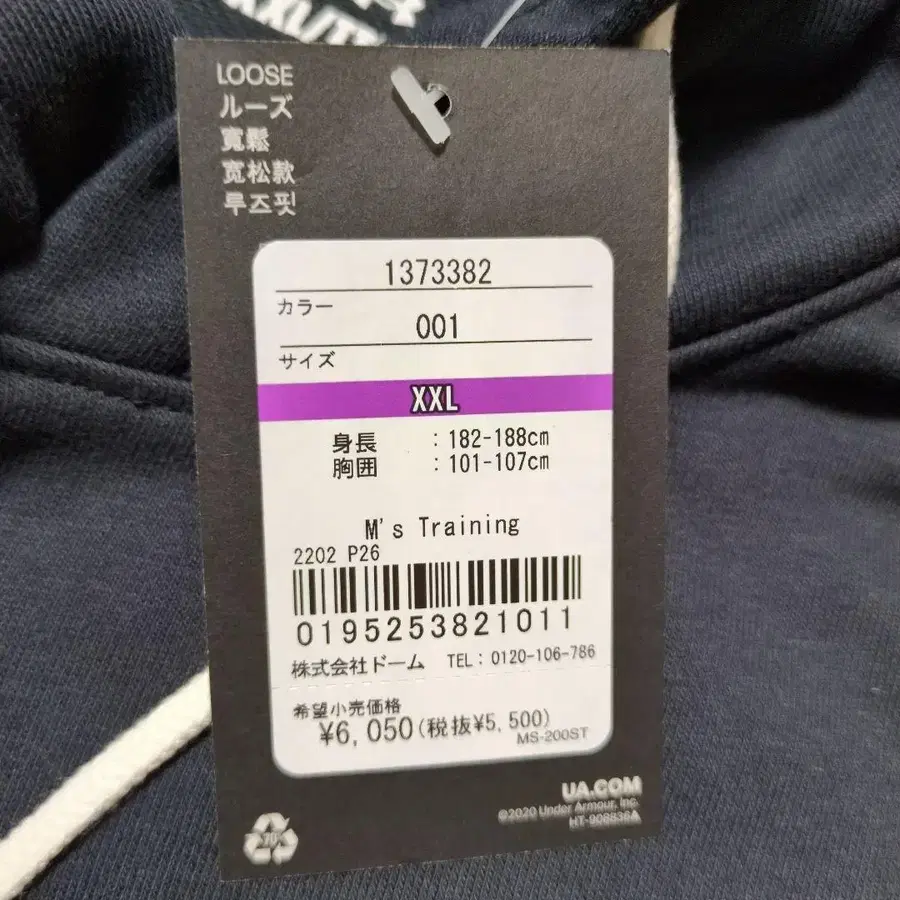 LOOSE
ルーズ
寬鬆
宽松款
루즈핏
1373382
カラー
001
サイズ
XXL
身長 : 182-188cm
胸囲 : 101-107cm
M's Training
2202 P26
0195253821011
株式会社ドーム TEL: 0120-106-786
希望小売価格
¥6,050(税抜¥5,500)
MS-200ST
UA.COM
©2020 Under Armour, Inc.
HT-908836A